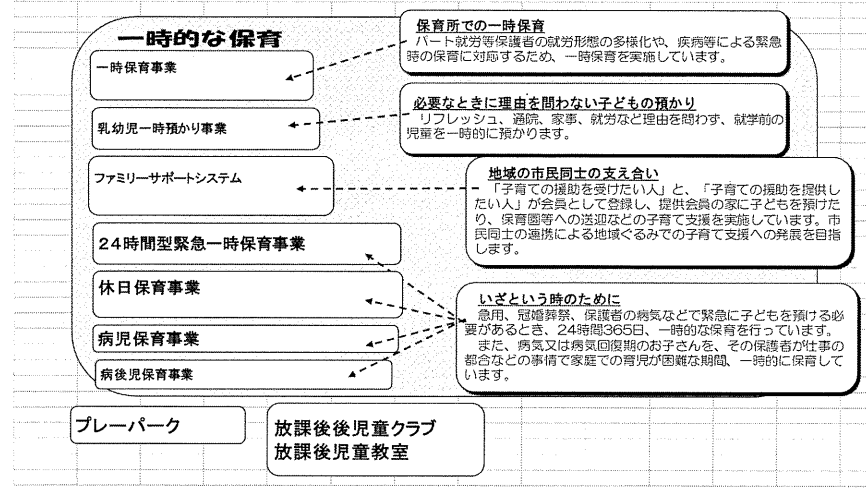 一時的な保育
一時保育事業
保育所での一時保育
パート就労等保護者の就労形態の多様化や、疾病等による緊急
時の保育に対応するため、一時保育を実施しています。
乳幼児一時預かり事業
必要なときに理由を問わない子どもの預かり
リフレッシュ、通院、家事、就労など理由を問わず、就学前の
児童を一時的に預かります。
ファミリーサポートシステム
地域の市民同士の支え合い
「子育ての援助を受けたい人」と、「子育ての援助を提供し
たい人」が会員として登録し、提供会員の家に子どもを預けた
り、保育園等への送迎などの子育て支援を実施しています。市
民同士の連携による地域ぐるみでの子育て支援への発展を目指
します。
24時間型緊急一時保育事業
休日保育事業
病児保育事業
病後児保育事業
いざという時のために
急用、冠婚葬祭、保護者の病気などで緊急に子どもを預ける必
要があるとき、24時間365日、一時的な保育を行っています。
また、病気又は病気回復期のお子さんを、その保護者が仕事の
都合などの事情で家庭での育児が困難な期間、一時的に保育して
います。
プレーパーク
放課後後児童クラブ
放課後児童教室